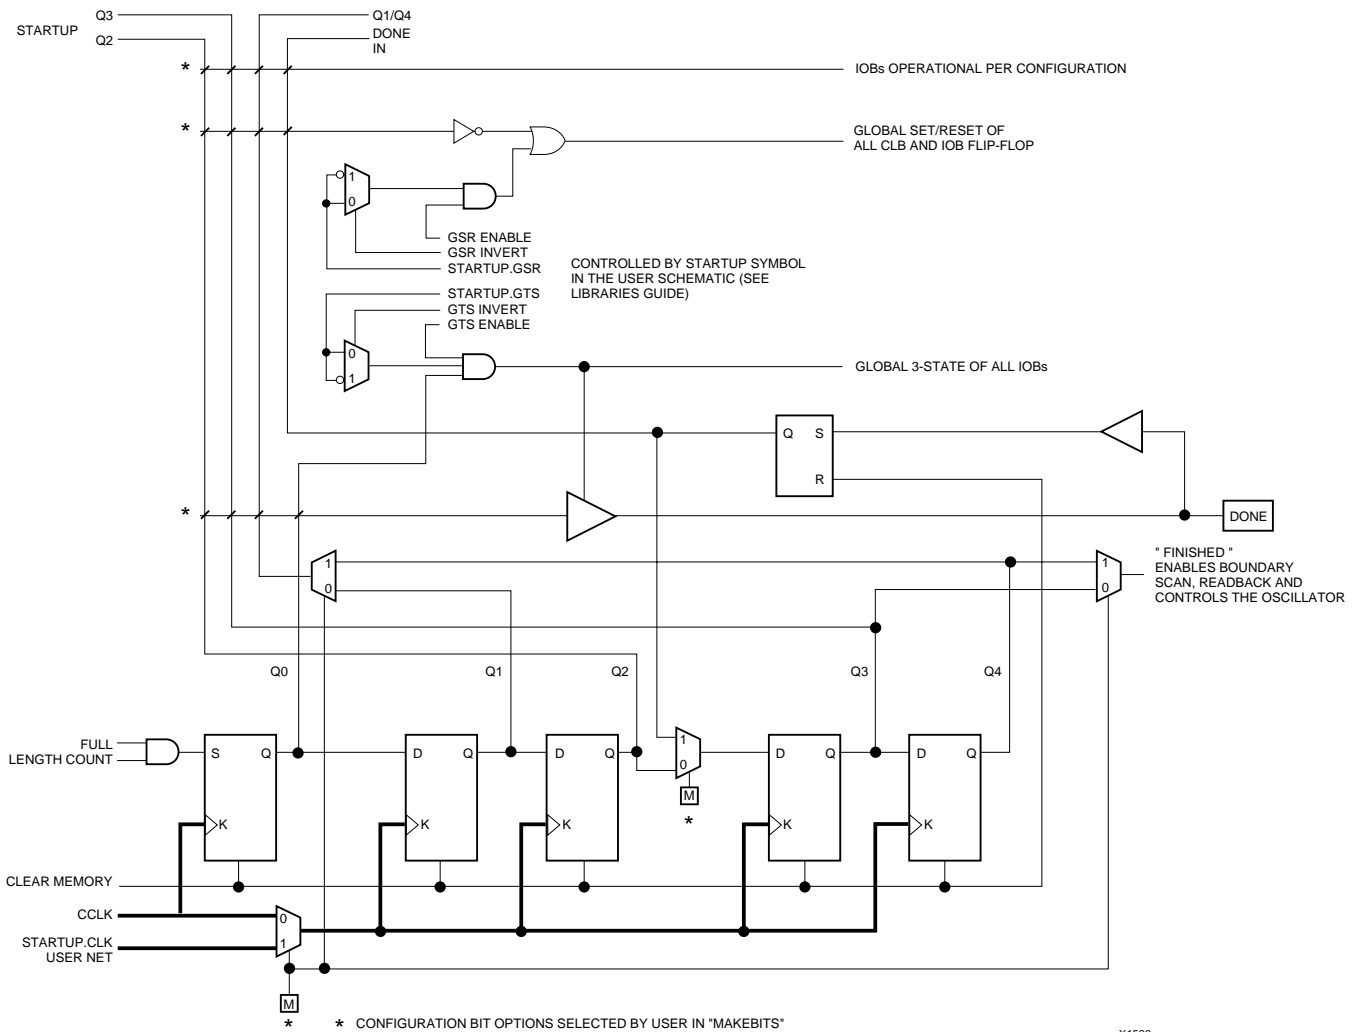 Q3
Q1/Q4
STARTUP
Q2
DONE
IN
*
IOBs OPERATIONAL PER CONFIGURATION
*
GLOBAL SET/RESET OF
ALL CLB AND IOB FLIP-FLOP
1
0
GSR ENABLE
GSR INVERT
STARTUP.GSR
CONTROLLED BY STARTUP SYMBOL
IN THE USER SCHEMATIC (SEE
LIBRARIES GUIDE)
STARTUP.GTS
GTS INVERT
GTS ENABLE
0
1
GLOBAL 3-STATE OF ALL IOBs
Q S
R
*
DONE
1
0
1
0
" FINISHED "
ENABLES BOUNDARY
SCAN, READBACK AND
CONTROLS THE OSCILLATOR
Q0
Q1
Q2
Q3
Q4
FULL
LENGTH COUNT
S Q
K
D Q
K
D Q
K
1
0
M
*
D Q
K
D Q
K
CLEAR MEMORY
CCLK
0
1
STARTUP.CLK
USER NET
M
*
* CONFIGURATION BIT OPTIONS SELECTED BY USER IN "MAKEBITS"